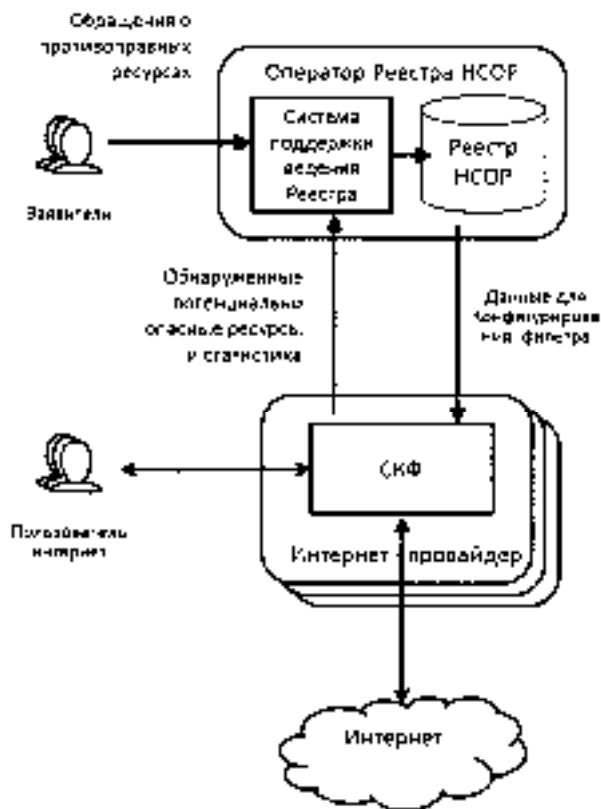 Обращения о
противоправных
ресурсах
Оператор Реестра НСОР
Система
поддержки
ведения
Реестра
Реестр
НСОР
Заявители
Обнаруженные
потенциально
опасные ресурсы
и статистика
Данные для
конфигурирова
ния фильтра
СКФ
Пользователь
интернет
Интернет - провайдер
Интернет